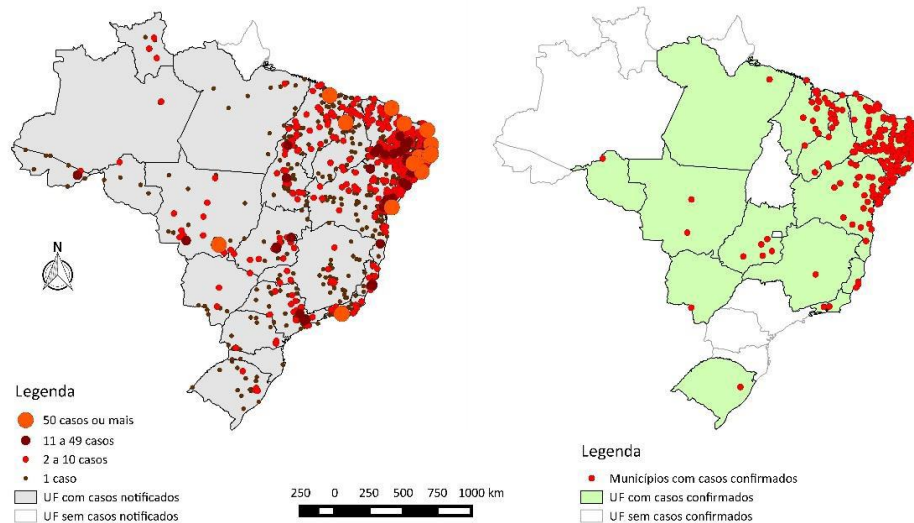 N
Legenda
50 casos ou mais
11 a 49 casos
2 a 10 casos
1 caso
UF com casos notificados
UF sem casos notificados
250 0 250 500 750 1000 km
Legenda
Municípios com casos confirmados
UF com casos confirmados
UF sem casos confirmados